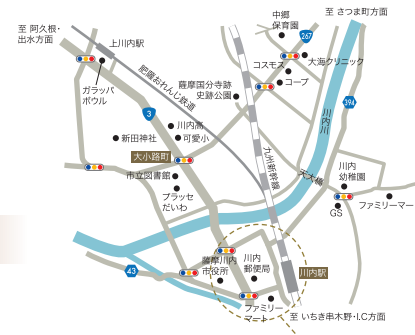 至 阿久根・
出水方面
上川内駅
中郷
保育園
267
至 さつま町方面
ガラッパ
ボウル
肥薩おれんじ鉄道
薩摩国分寺跡
史跡公園
コスモス
大海クリニック
コープ
3
394
川内川
川内高
可愛小
新田神社
大小路町
市立図書館
プラッセ
だいわ
九州新幹線
天大橋
川内
幼稚園
GS
ファミリーマー
薩摩川内
市役所
川内
郵便局
川内駅
43
ファミリー
マート
至 いちき串木野・I.C方面